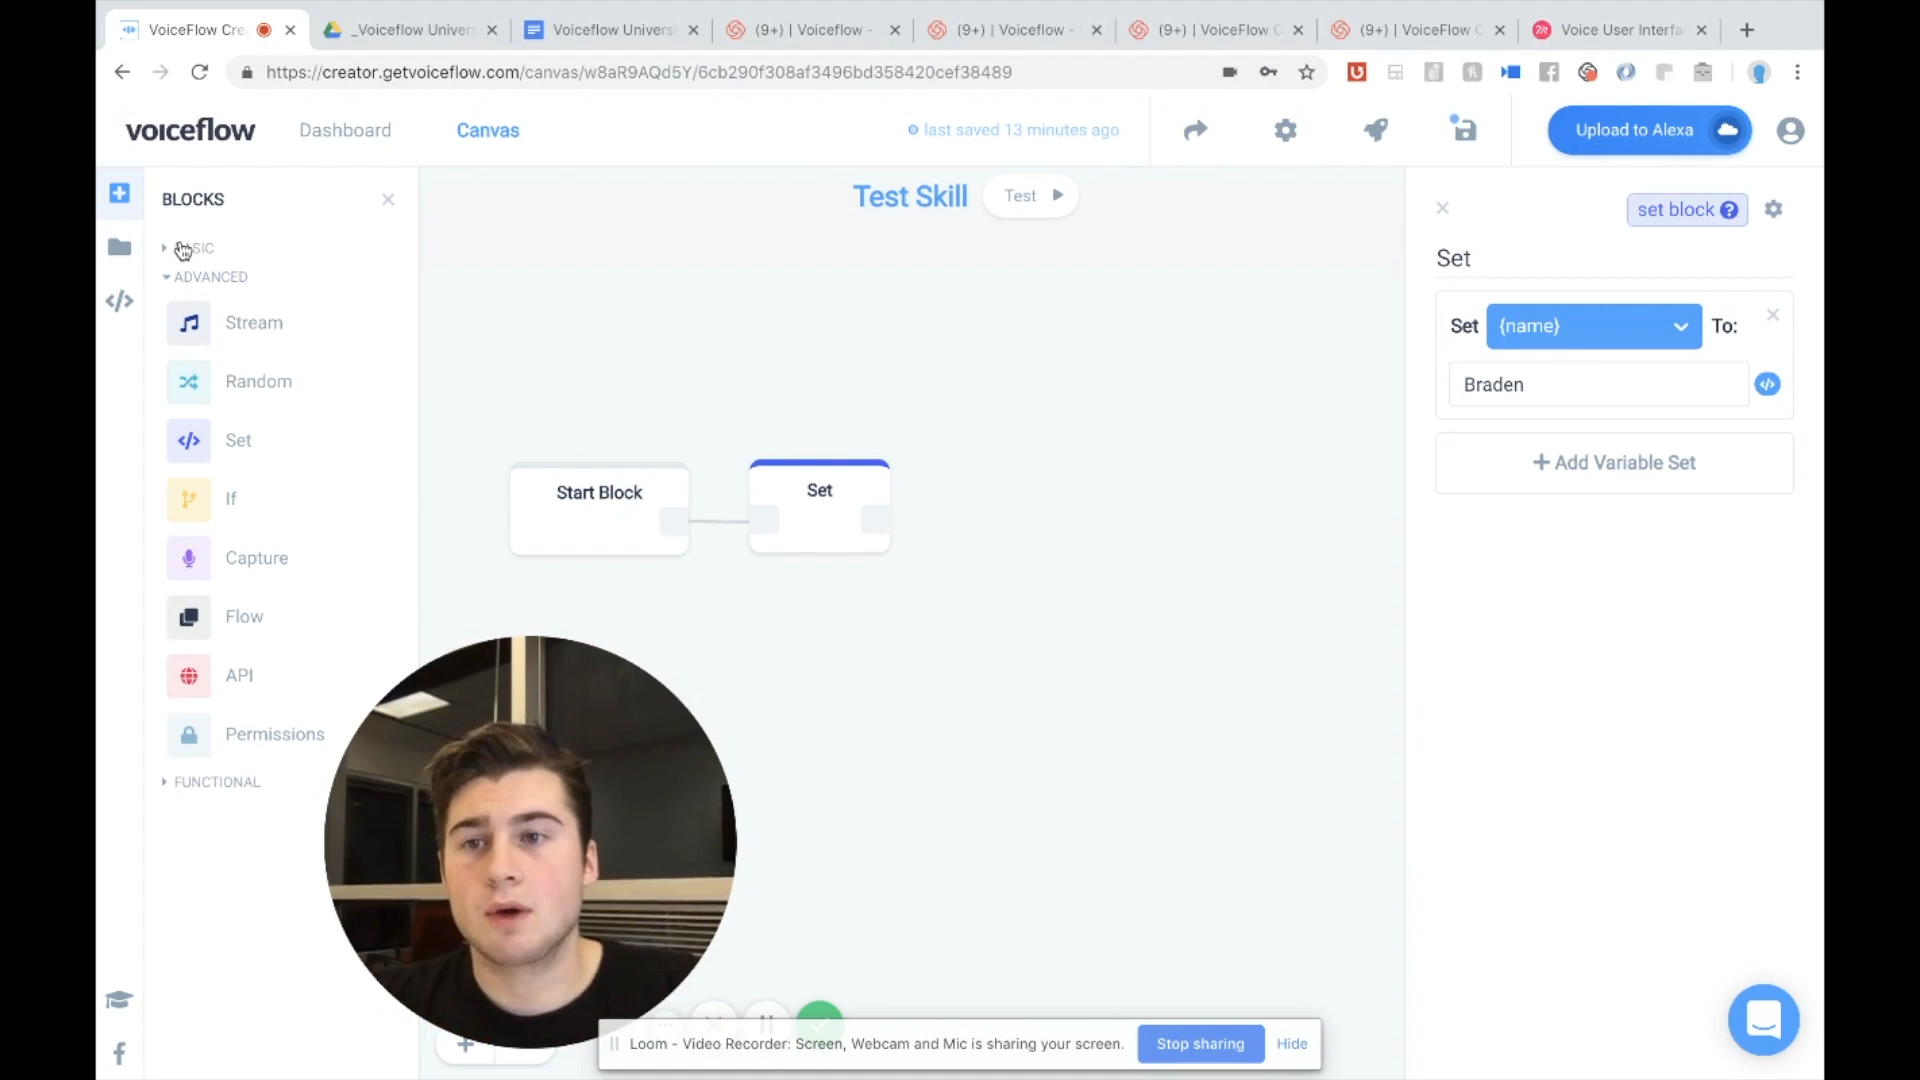 VoiceFlow Cre
_Voiceflow Univer
Voiceflow Universi
(9+) | Voiceflow -
(9+) | Voiceflow -
(9+) | VoiceFlow C
(9+) | VoiceFlow C
Voice User Interfa
https://creator.getvoiceflow.com/canvas/w8aR9AQd5Y/6cb290f308af3496bd358420cef38489
voiceflow
Dashboard
Canvas
last saved 13 minutes ago
Upload to Alexa
BLOCKS
Test Skill
Test
set block ?
ADVANCED
Set
Stream
Set {name} To:
Random
Braden
Set
Add Variable Set
If
Start Block
Set
Capture
Flow
API
Permissions
FUNCTIONAL
Loom - Video Recorder: Screen, Webcam and Mic is sharing your screen.
Stop sharing
Hide